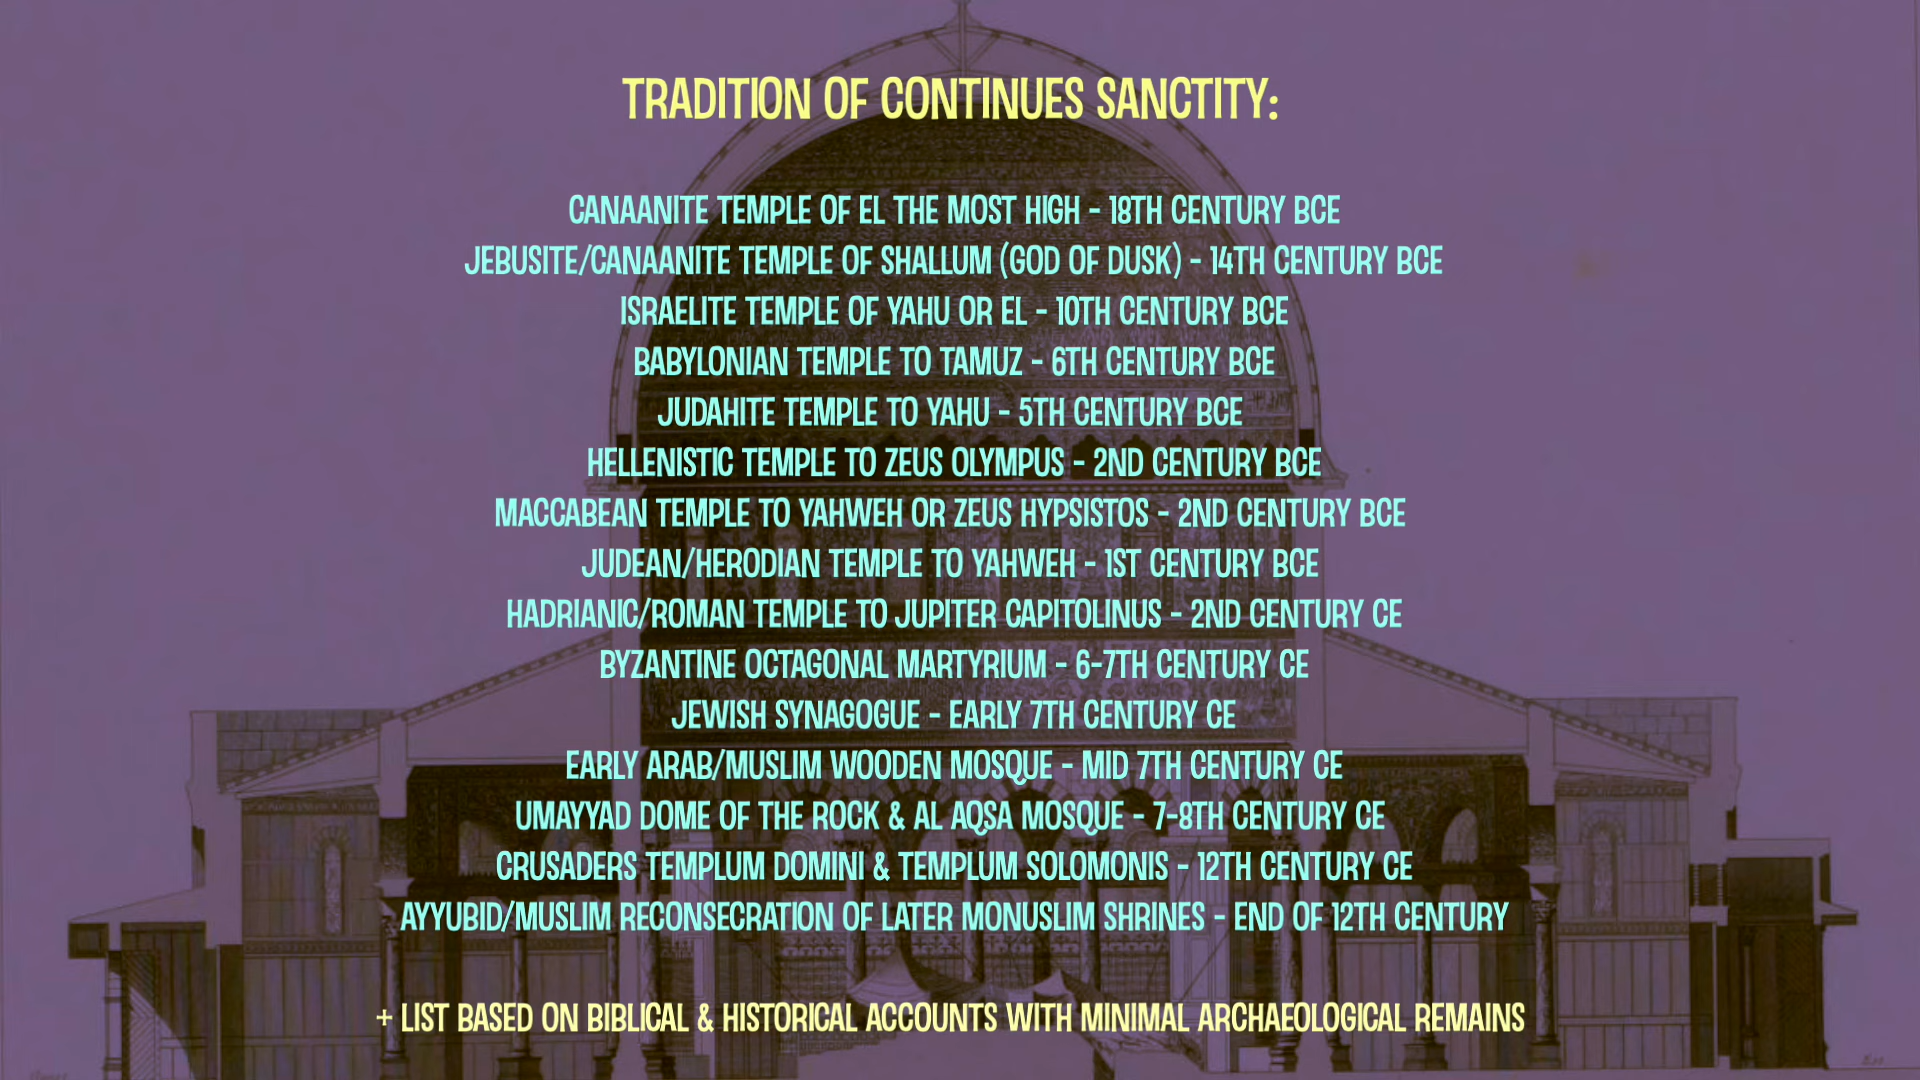 TRADITION OF CONTINUES SANCTITY:
CANAANITE TEMPLE OF EL THE MOST HIGH - 18TH CENTURY BCE
JEBUSITE/CANAANITE TEMPLE OF SHALLUM (GOD OF DUSK) - 14TH CENTURY BCE
ISRAELITE TEMPLE OF YAHU OR EL - 10TH CENTURY BCE
BABYLONIAN TEMPLE TO TAMUZ - 6TH CENTURY BCE
JUDAHITE TEMPLE TO YAHU - 5TH CENTURY BCE
HELLENISTIC TEMPLE TO ZEUS OLYMPUS - 2ND CENTURY BCE
MACCABEAN TEMPLE TO YAHWEH OR ZEUS HYPSISTOS - 2ND CENTURY BCE
JUDEAN/HERODIAN TEMPLE TO YAHWEH - 1ST CENTURY BCE
HADRIANIC/ROMAN TEMPLE TO JUPITER CAPITOLINUS - 2ND CENTURY CE
BYZANTINE OCTAGONAL MARTYRIUM - 6-7TH CENTURY CE
JEWISH SYNAGOGUE - EARLY 7TH CENTURY CE
EARLY ARAB/MUSLIM WOODEN MOSQUE - MID 7TH CENTURY CE
UMAYYAD DOME OF THE ROCK & AL AQSA MOSQUE - 7-8TH CENTURY CE
CRUSADERS TEMPLUM DOMINI & TEMPLUM SOLOMONIS - 12TH CENTURY CE
AYYUBID/MUSLIM RECONSECRATION OF LATER MONUSLIM SHRINES - END OF 12TH CENTURY
+ LIST BASED ON BIBLICAL & HISTORICAL ACCOUNTS WITH MINIMAL ARCHAEOLOGICAL REMAINS